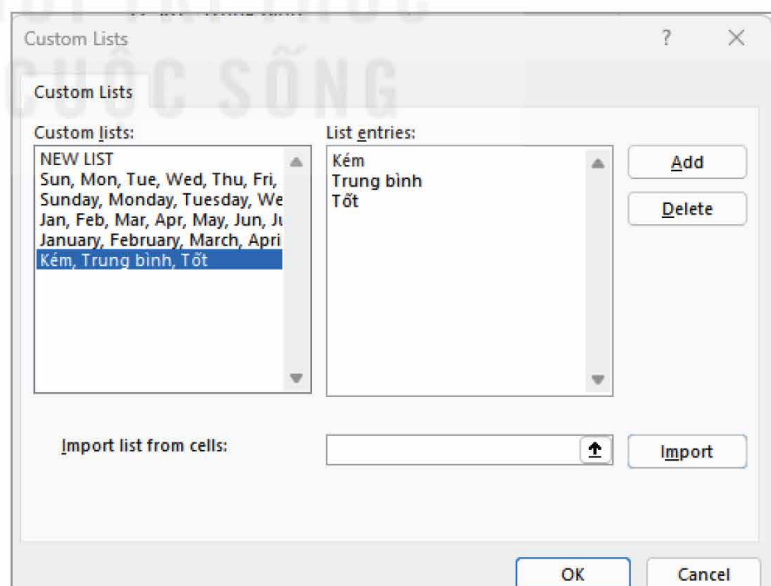 Custom Lists
CUỘC SỐNG
Custom Lists
Custom lists:
NEW LIST
Sun, Mon, Tue, Wed, Thu, Fri,
Sunday, Monday, Tuesday, We
Jan, Feb, Mar, Apr, May, Jun, Ju
January, February, March, Apri
Kém, Trung bình, Tốt
List entries:
Kém
Trung bình
Tốt
Add
Delete
Import list from cells:
Import
OK
Cancel